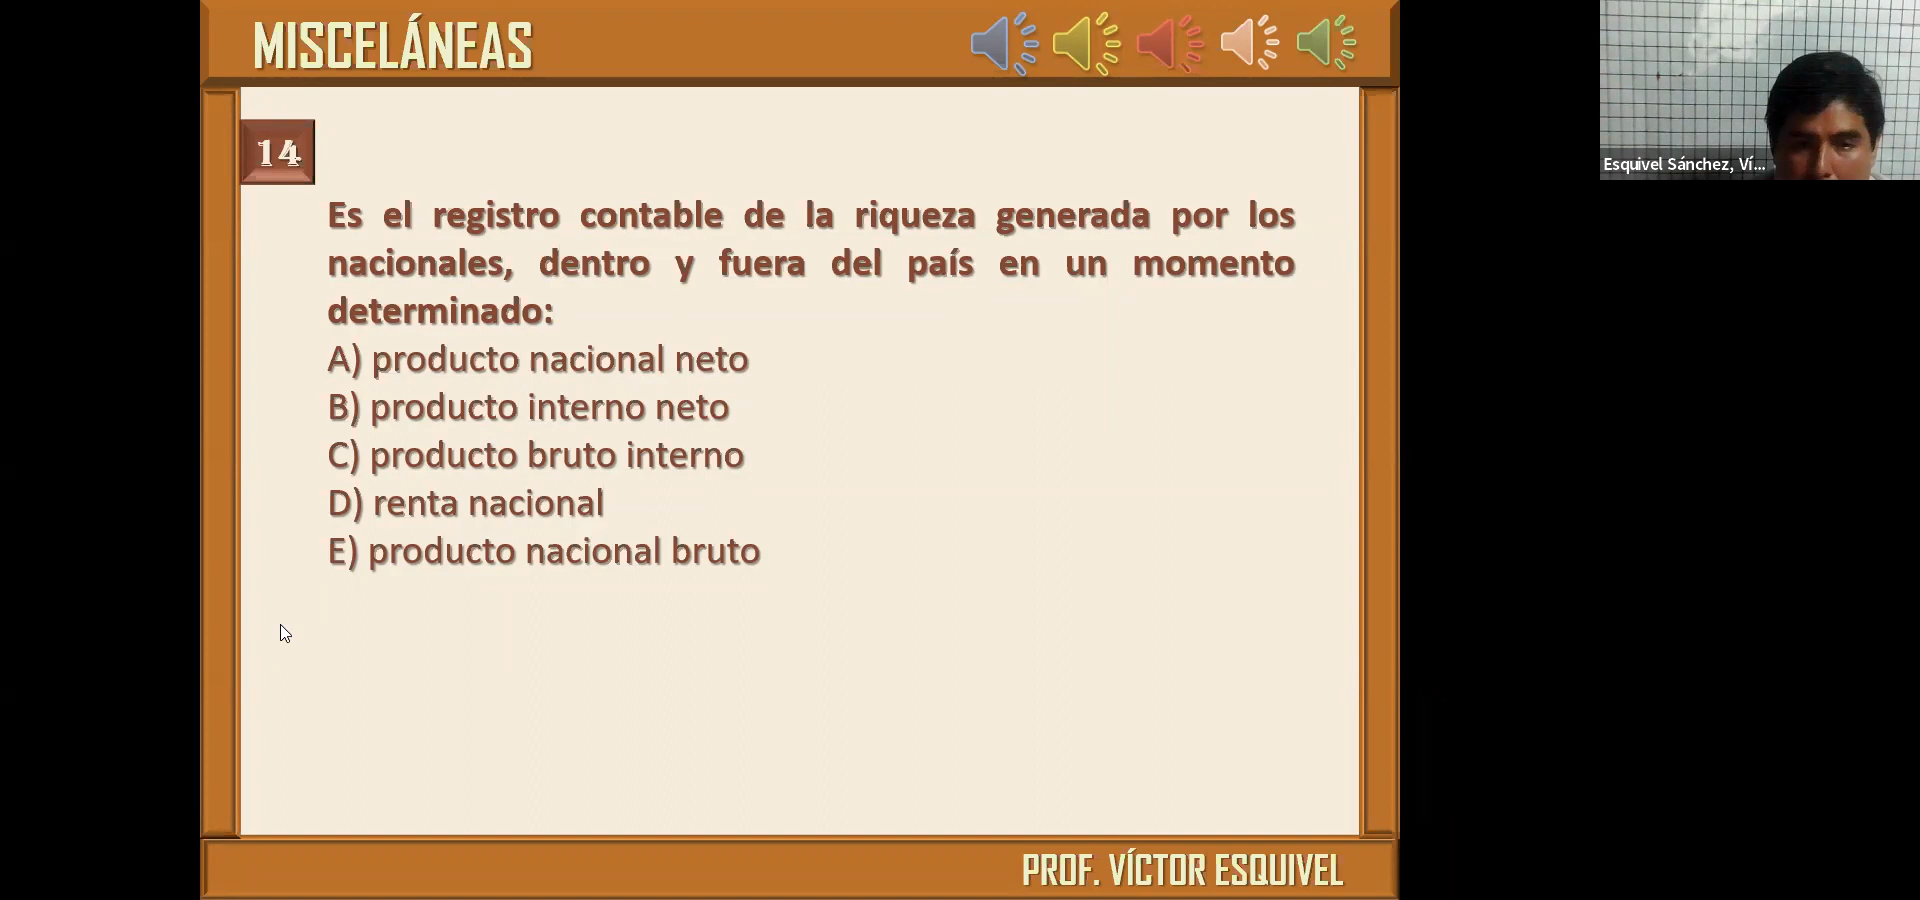 MISCELÁNEAS
14
Es el registro contable de la riqueza generada por los
nacionales, dentro y fuera del país en un momento
determinado:
A) producto nacional neto
B) producto interno neto
C) producto bruto interno
D) renta nacional
E) producto nacional bruto
PROF. VÍCTOR ESQUIVEL
Esquivel Sánchez, Ví...